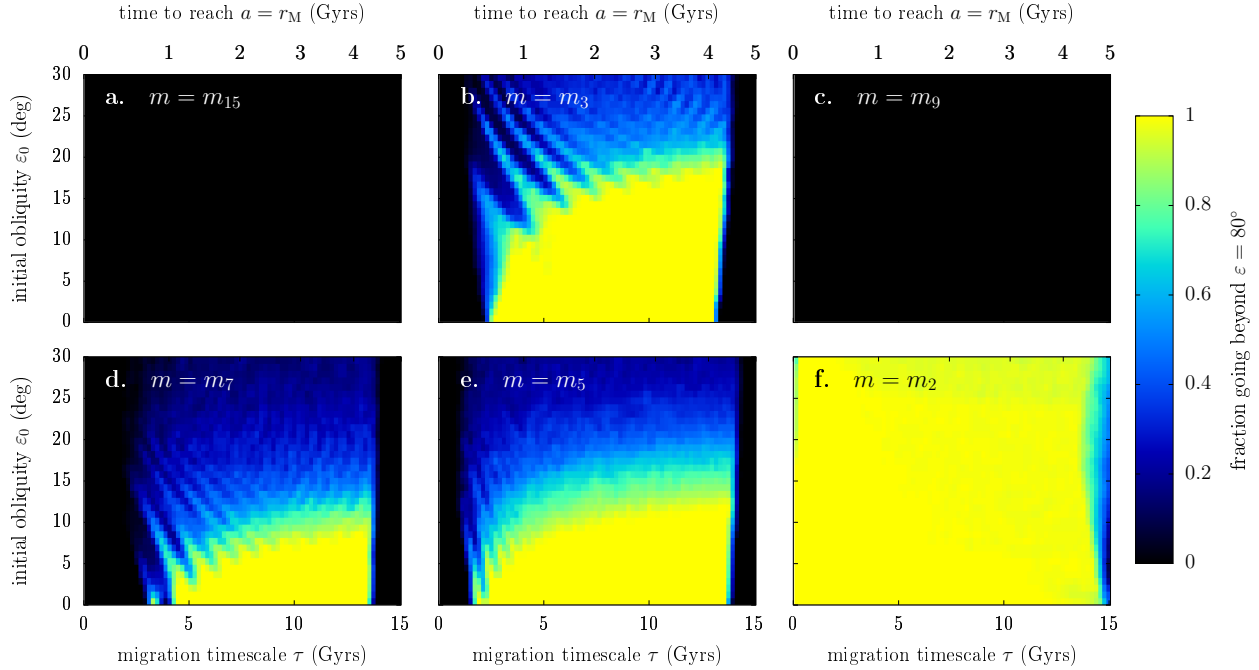 time to reach a = r_M (Gyrs) time to reach a = r_M (Gyrs) time to reach a = r_M (Gyrs)
0 1 2 3 4 5 0 1 2 3 4 0 1 2 3 4 5
30 a. m = m_15 b. m = m_3 c. m = m_9
25
20
15
10
5
0
initial obliquity ε_0 (deg)
30 d. m = m_7 e. m = m_5 f. m = m_2
25
20
15
10
5
0
initial obliquity ε_0 (deg)
0 5 10 15 0 5 10 15 0 5 10 15
migration timescale τ (Gyrs) migration timescale τ (Gyrs) migration timescale τ (Gyrs)
1
0.8
0.6
0.4
0.2
0
fraction going beyond ε = 80°